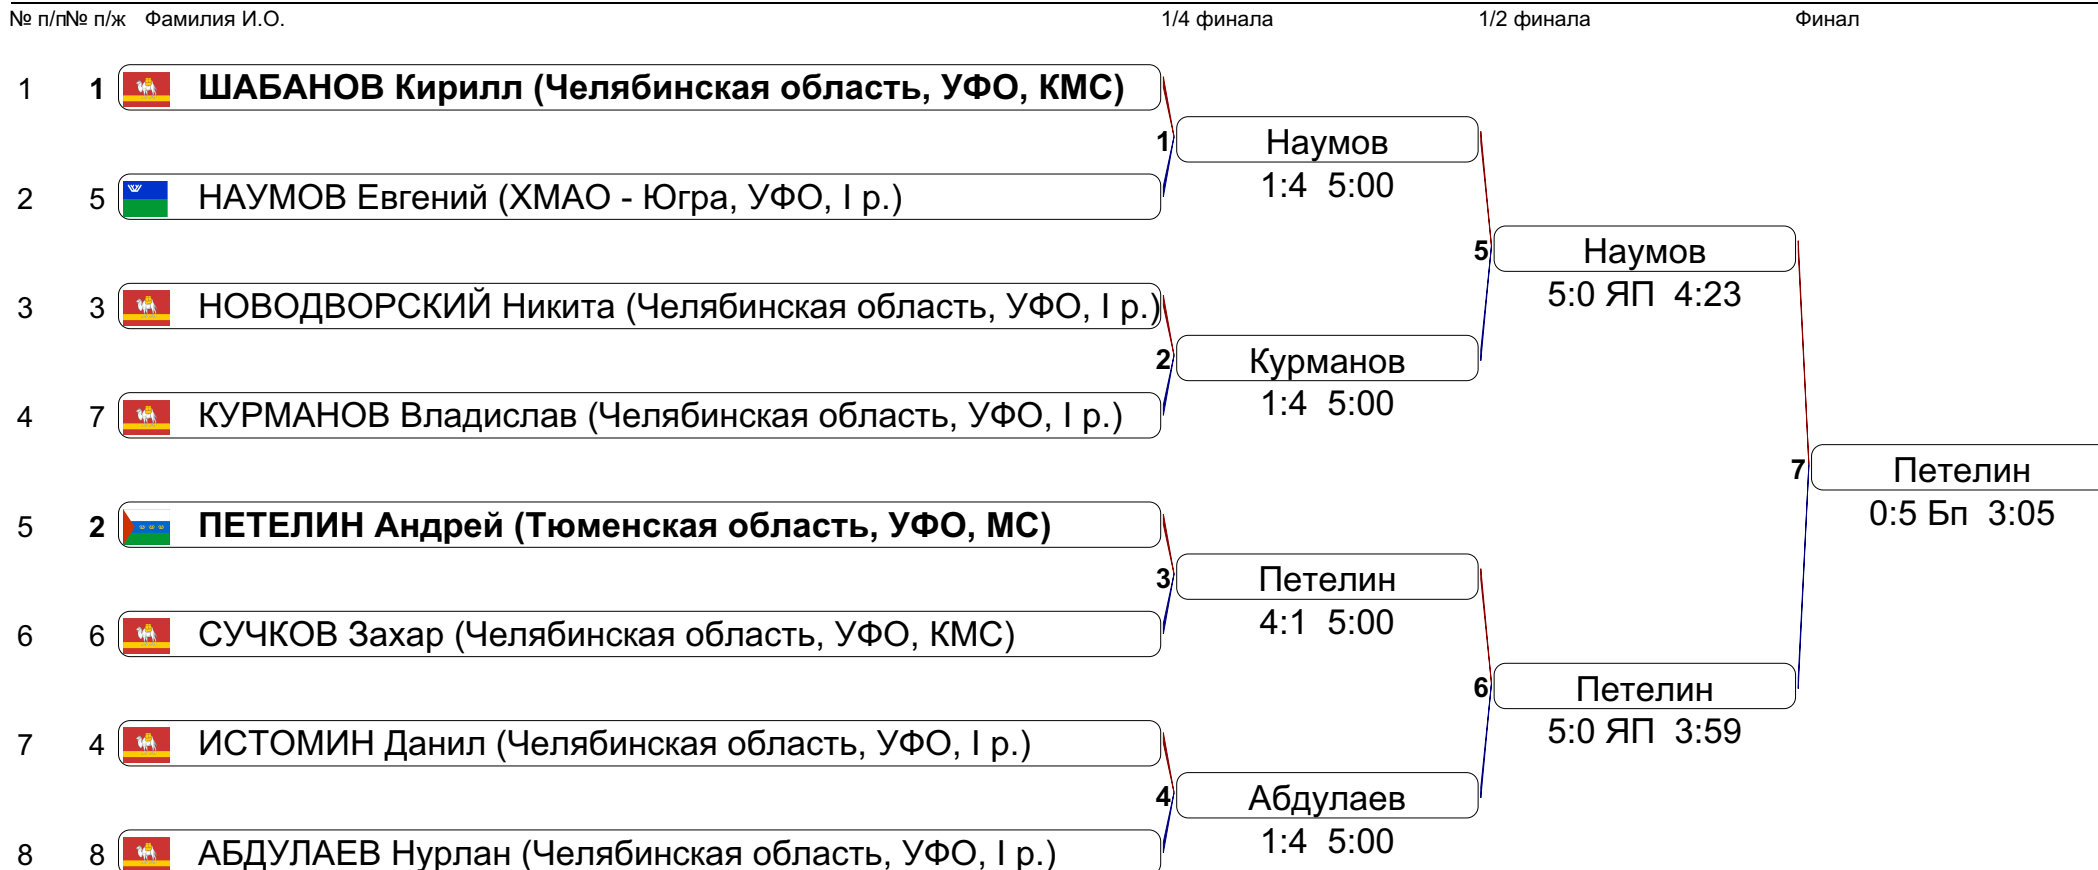 № п/п № п/ж Фамилия И.О. 1/4 финала 1/2 финала Финал
1 1 ШАБАНОВ Кирилл (Челябинская область, УФО, КМС)
1 Наумов
1:4 5:00
2 5 НАУМОВ Евгений (ХМАО - Югра, УФО, I р.)
5 Наумов
5:0 ЯП 4:23
3 3 НОВОДВОРСКИЙ Никита (Челябинская область, УФО, I р.)
2 Курманов
1:4 5:00
4 7 КУРМАНОВ Владислав (Челябинская область, УФО, I р.)
7 Петелин
0:5 Бп 3:05
5 2 ПЕТЕЛИН Андрей (Тюменская область, УФО, МС)
3 Петелин
4:1 5:00
6 6 СУЧКОВ Захар (Челябинская область, УФО, КМС)
6 Петелин
5:0 ЯП 3:59
7 4 ИСТОМИН Данил (Челябинская область, УФО, I р.)
4 Абдулаев
1:4 5:00
8 8 АБДУЛАЕВ Нурлан (Челябинская область, УФО, I р.)